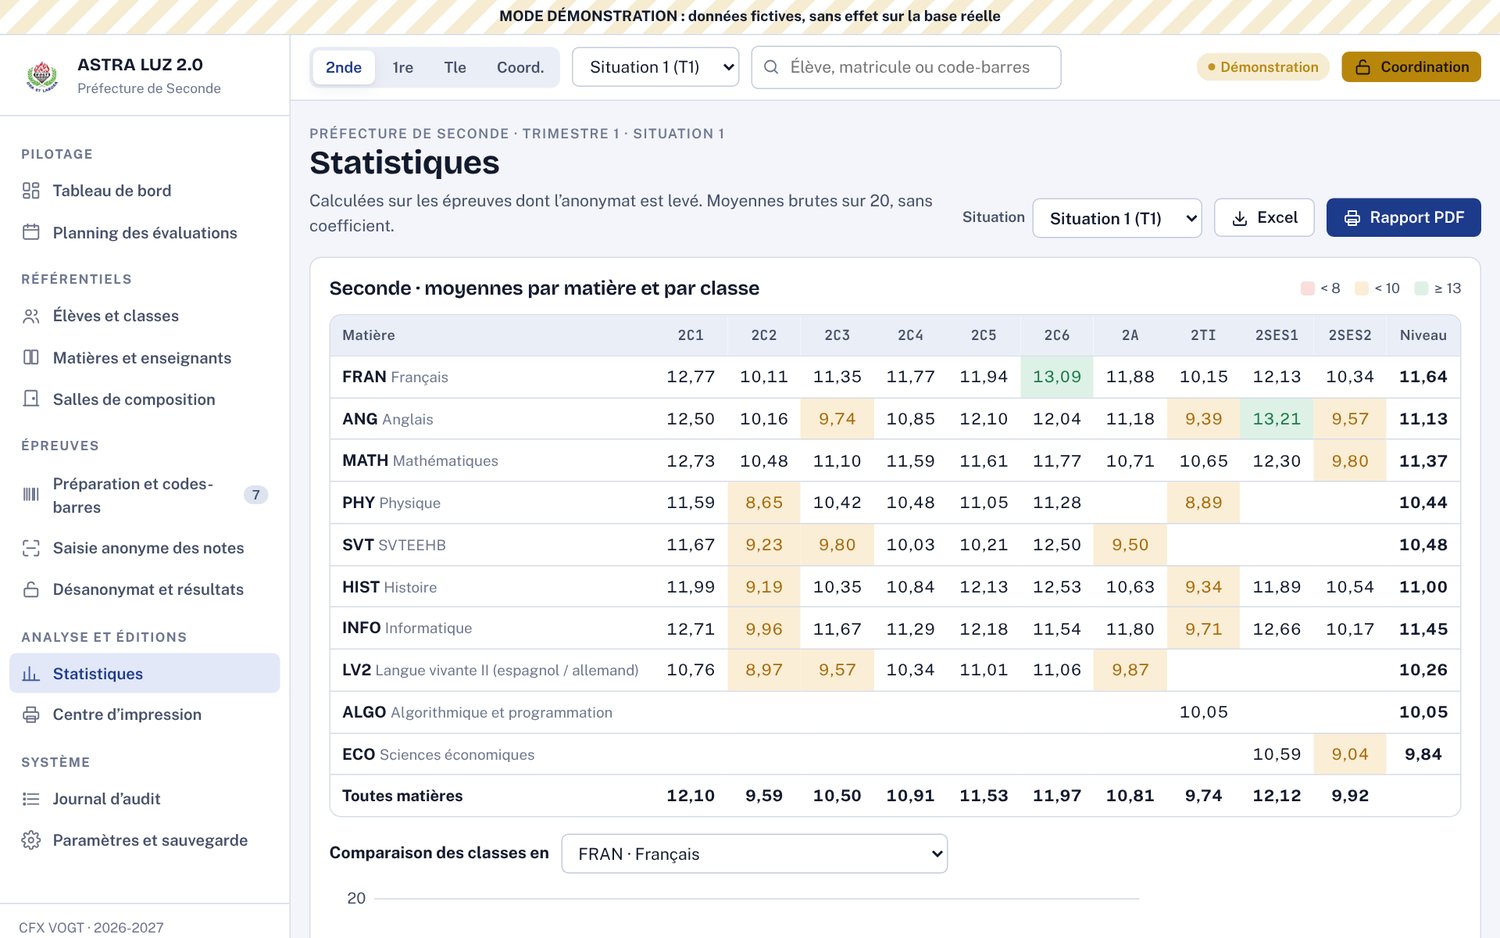 MODE DÉMONSTRATION : données fictives, sans effet sur la base réelle
ASTRA LUZ 2.0
Préfecture de Seconde
2nde 1re Tle Coord.
Situation 1 (T1)
Élève, matricule ou code-barres
Démonstration
Coordination
PILOTAGE
Tableau de bord
Planning des évaluations
RÉFÉRENTIELS
Élèves et classes
Matières et enseignants
Salles de composition
ÉPREUVES
Préparation et codes-
barres
7
Saisie anonyme des notes
Désanonymat et résultats
ANALYSE ET ÉDITIONS
Statistiques
Centre d’impression
SYSTÈME
Journal d’audit
Paramètres et sauvegarde
CFX VOGT · 2026-2027
PRÉFECTURE DE SECONDE · TRIMESTRE 1 · SITUATION 1
Statistiques
Calculées sur les épreuves dont l’anonymat est levé. Moyennes brutes sur 20, sans
coefficient.
Situation Situation 1 (T1) Excel Rapport PDF
Seconde · moyennes par matière et par classe
< 8 < 10 ≥ 13
Matière 2C1 2C2 2C3 2C4 2C5 2C6 2A 2TI 2SES1 2SES2 Niveau
FRAN Français 12,77 10,11 11,35 11,77 11,94 13,09 11,88 10,15 12,13 10,34 11,64
ANG Anglais 12,50 10,16 9,74 10,85 12,10 12,04 11,18 9,39 13,21 9,57 11,13
MATH Mathématiques 12,73 10,48 11,10 11,59 11,61 11,77 10,71 10,65 12,30 9,80 11,37
PHY Physique 11,59 8,65 10,42 10,48 11,05 11,28 8,89 10,44
SVT SVTEEHB 11,67 9,23 9,80 10,03 10,21 12,50 9,50 10,48
HIST Histoire 11,99 9,19 10,35 10,84 12,13 12,53 10,63 9,34 11,89 10,54 11,00
INFO Informatique 12,71 9,96 11,67 11,29 12,18 11,54 11,80 9,71 12,66 10,17 11,45
LV2 Langue vivante II (espagnol / allemand) 10,76 8,97 9,57 10,34 11,01 11,06 9,87 10,26
ALGO Algorithmique et programmation 10,05 10,05
ECO Sciences économiques 10,59 9,04 9,84
Toutes matières 12,10 9,59 10,50 10,91 11,53 11,97 10,81 9,74 12,12 9,92
Comparaison des classes en FRAN · Français
20